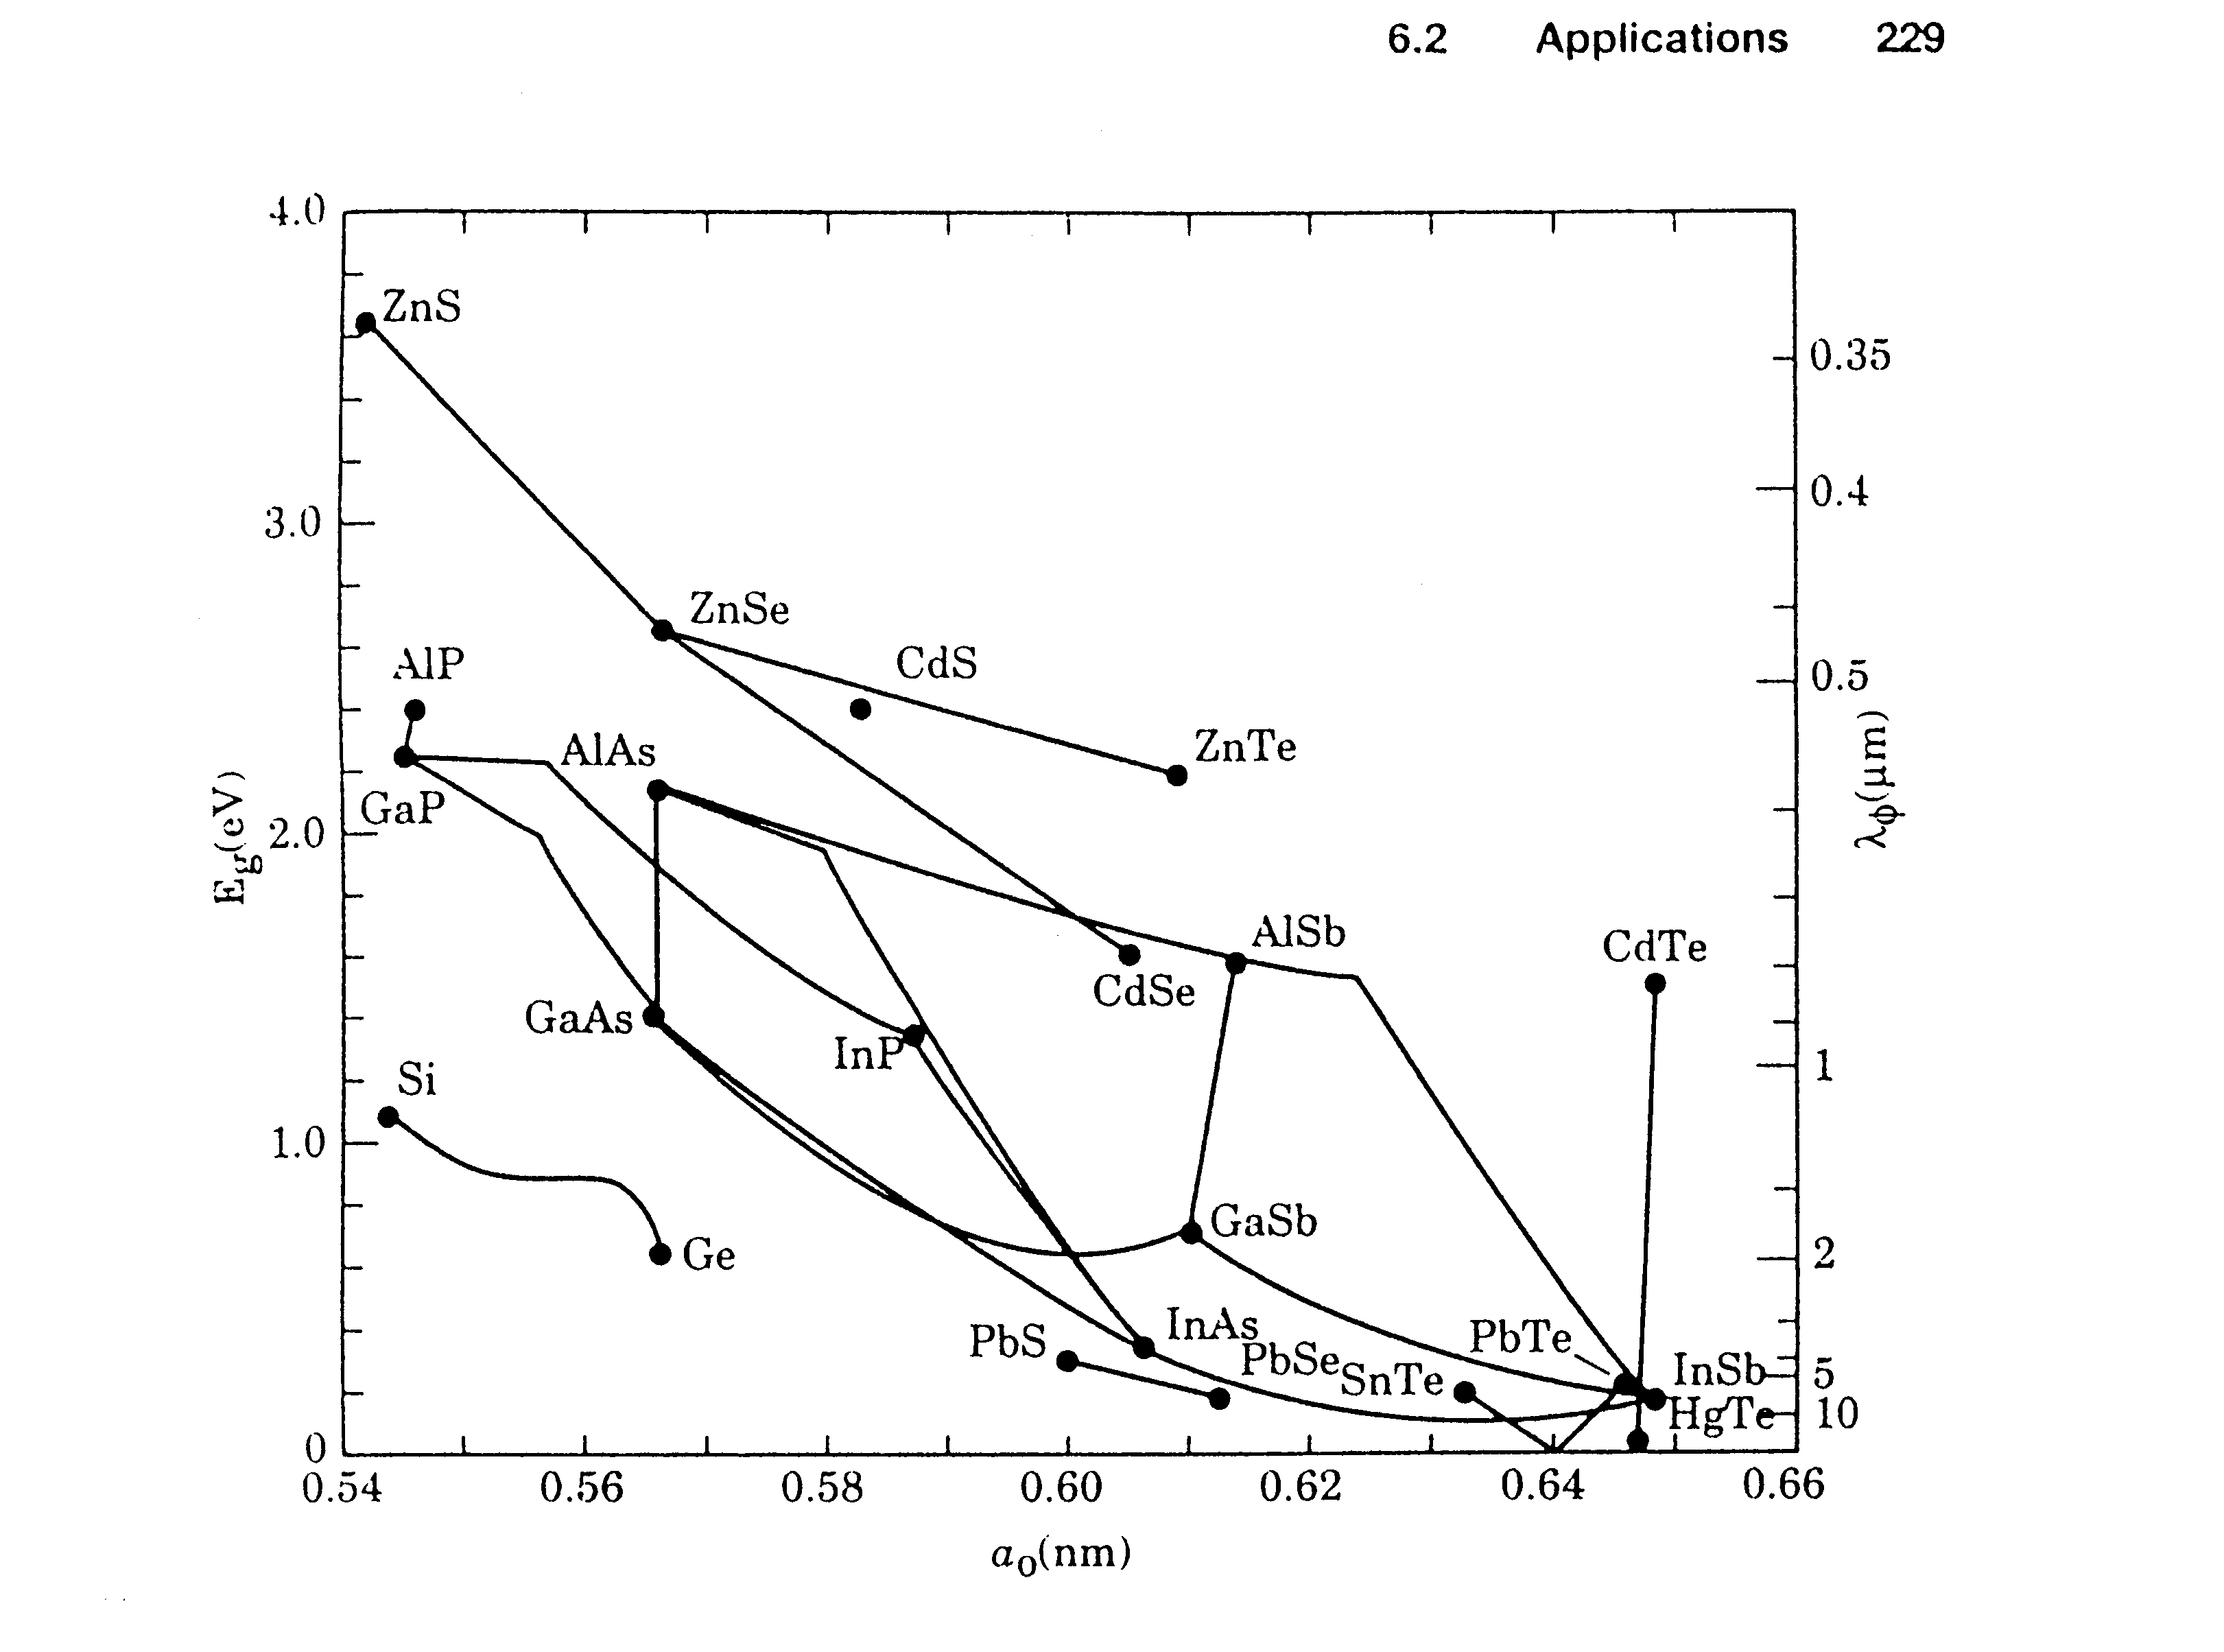 6.2 Applications 229
4.0
ZnS
0.35
0.4
3.0
ZnSe
AlP
CdS
0.5
ZnTe
AlAs
GaP
2.0
Eg(eV)
λϕ(μm)
AlSb
CdTe
CdSe
GaAs
InP
1
Si
1.0
GaSb
Ge
2
InAs
PbS
PbTe
PbSe
SnTe
InSb
5
HgTe
10
0
0.54 0.56 0.58 0.60 0.62 0.64 0.66
ao(nm)